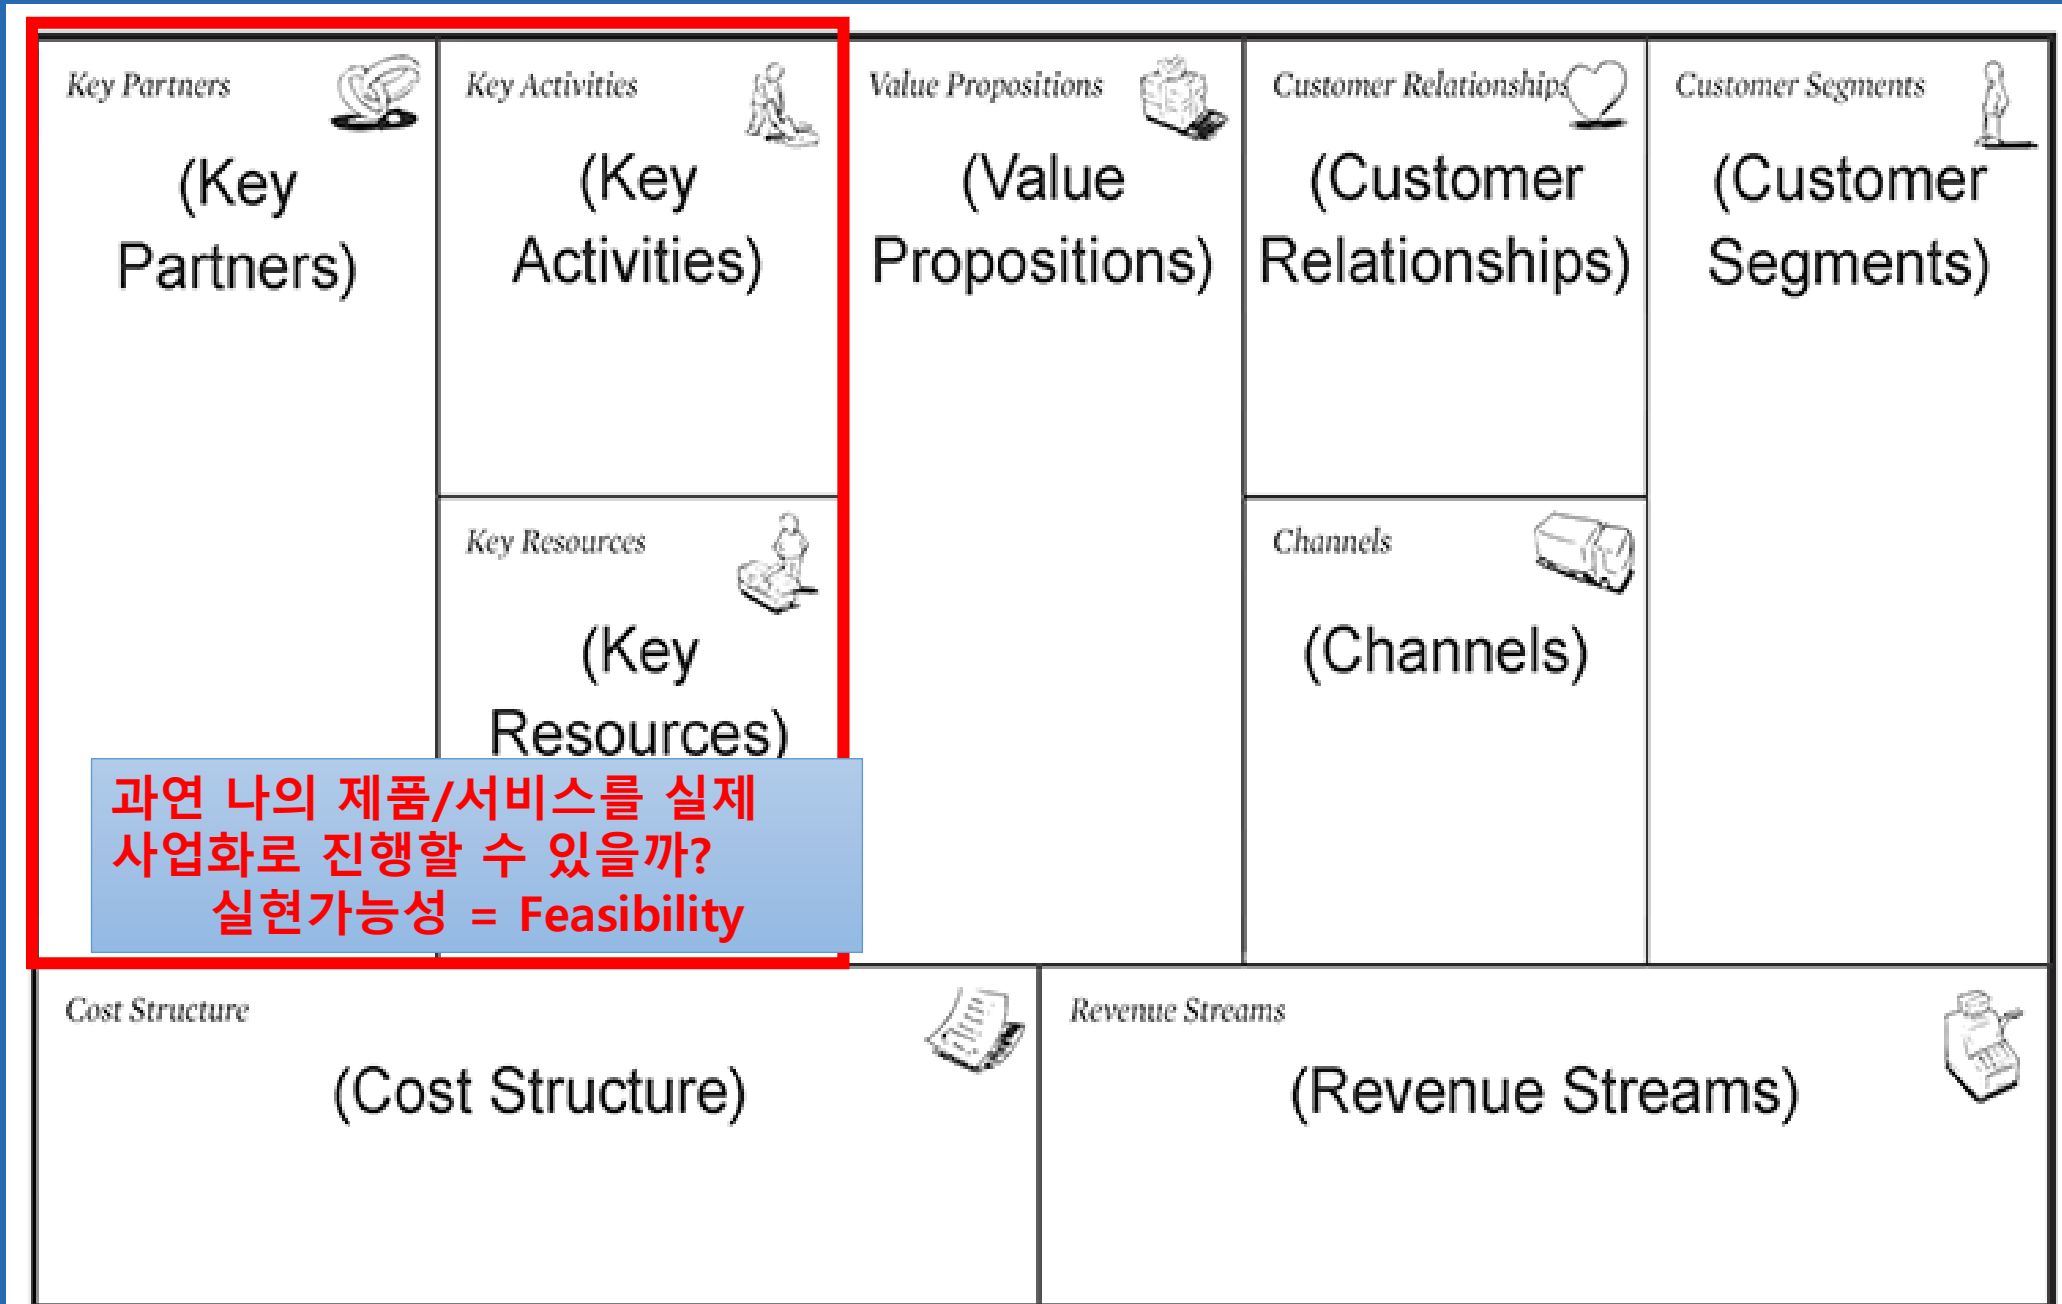 Key Partners
(Key
Partners)
Key Activities
(Key
Activities)
Key Resources
(Key
Resources)
과연 나의 제품/서비스를 실제
사업화로 진행할 수 있을까?
실현가능성 = Feasibility
Value Propositions
(Value
Propositions)
Customer Relationships
(Customer
Relationships)
Channels
(Channels)
Customer Segments
(Customer
Segments)
Cost Structure
(Cost Structure)
Revenue Streams
(Revenue Streams)